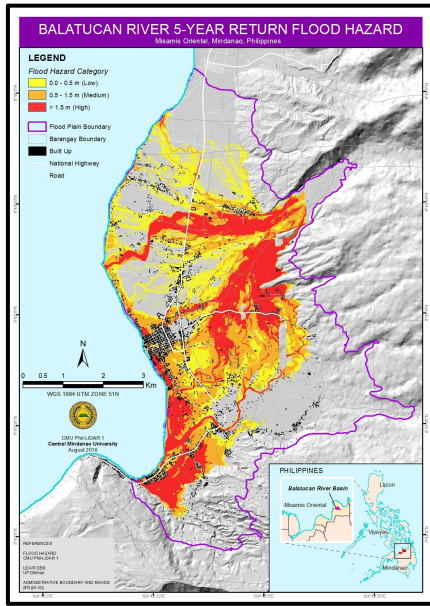 BALATUCAN RIVER 5-YEAR RETURN FLOOD HAZARD
Misamis Oriental, Mindanao, Philippines
LEGEND
Flood Hazard Category
0.0 - 0.5 m (Low)
0.5 - 1.5 m (Medium)
> 1.5 m (High)
Flood Plain Boundary
Barangay Boundary
Built Up
National Highway
Road
N
0 0.5 1 2 3
Km
WGS 1984 UTM ZONE 51N
CMU Phil-LiDAR 1
Central Mindanao University
August 2016
PHILIPPINES
Balatucan River Basin
Misamis Oriental
Luzon
Visayas
Mindanao
REFERENCES
FLOOD HAZARD
CMU Phil-LiDAR 1
LiDAR DEM
UP Diliman
ADMINISTRATIVE BOUNDARY AND ROADS